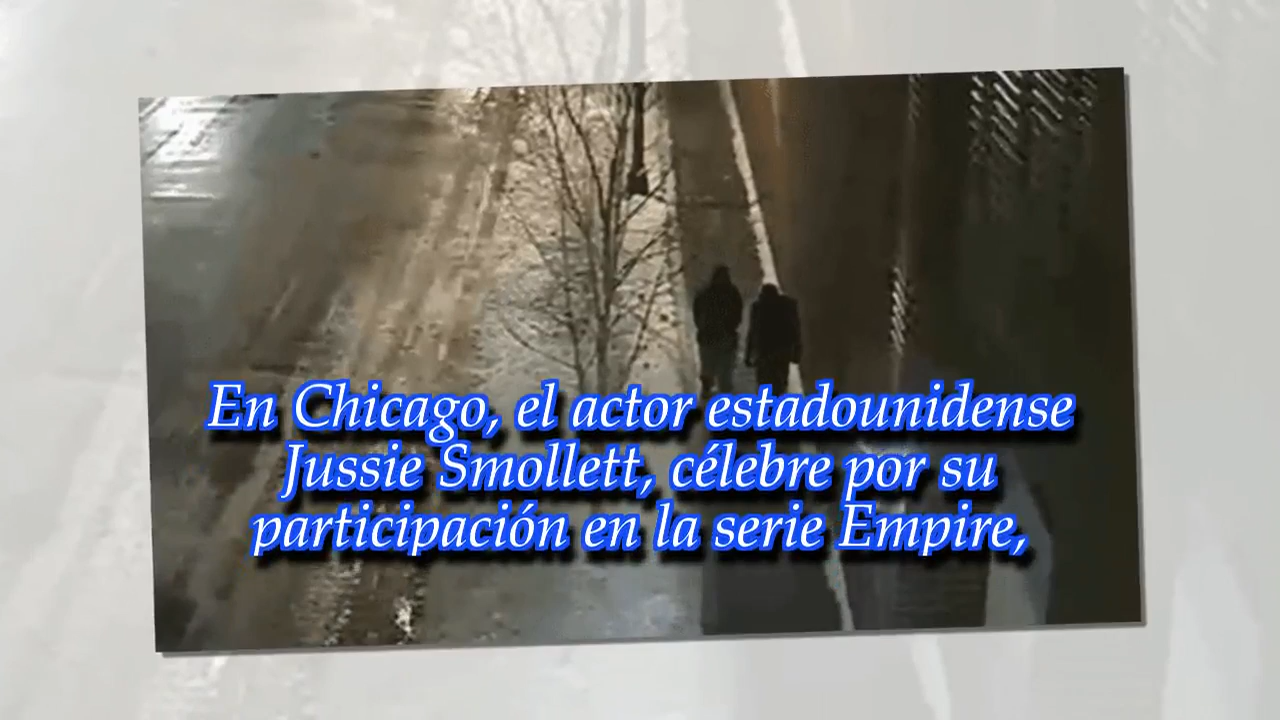 En Chicago, el actor estadounidense
Jussie Smollett, célebre por su
participación en la serie Empire,